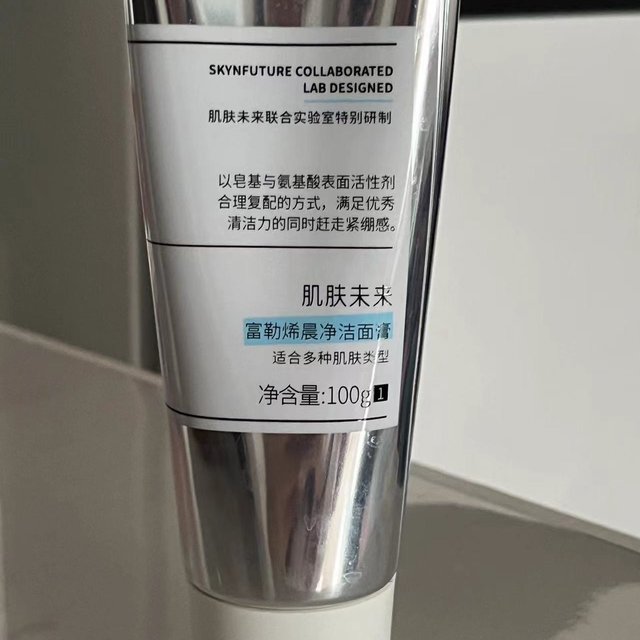 SKYNFUTURE COLLABORATED
LAB DESIGNED
肌肤未来联合实验室特别研制
以皂基与氨基酸表面活性剂
合理复配的方式，满足优秀
清洁力的同时赶走紧绷感。
肌肤未来
富勒烯晨净洁面膏
适合多种肌肤类型
净含量:100g 1